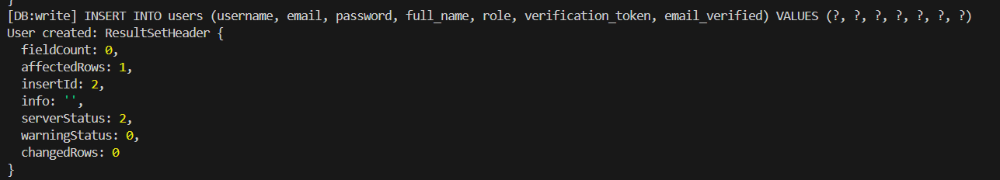 }
[DB:write] INSERT INTO users (username, email, password, full_name, role, verification_token, email_verified) VALUES (?, ?, ?, ?, ?, ?, ?)
User created: ResultSetHeader {
  fieldCount: 0,
  affectedRows: 1,
  insertId: 2,
  info: '',
  serverStatus: 2,
  warningStatus: 0,
  changedRows: 0
}